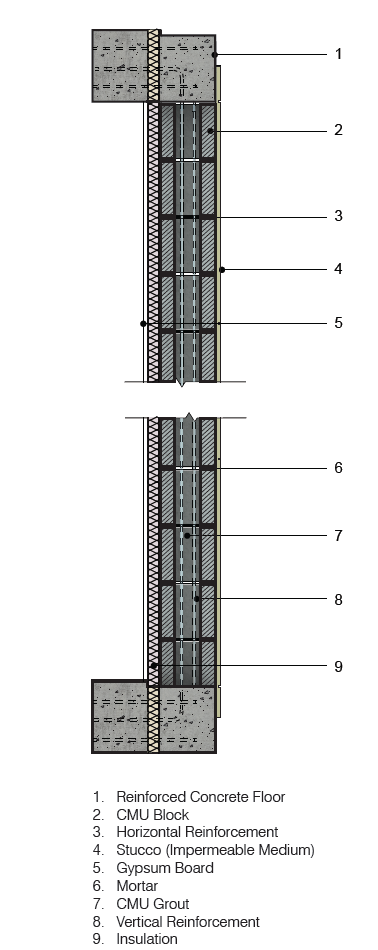 1
2
3
4
5
6
7
8
9
1. Reinforced Concrete Floor
2. CMU Block
3. Horizontal Reinforcement
4. Stucco (Impermeable Medium)
5. Gypsum Board
6. Mortar
7. CMU Grout
8. Vertical Reinforcement
9. Insulation